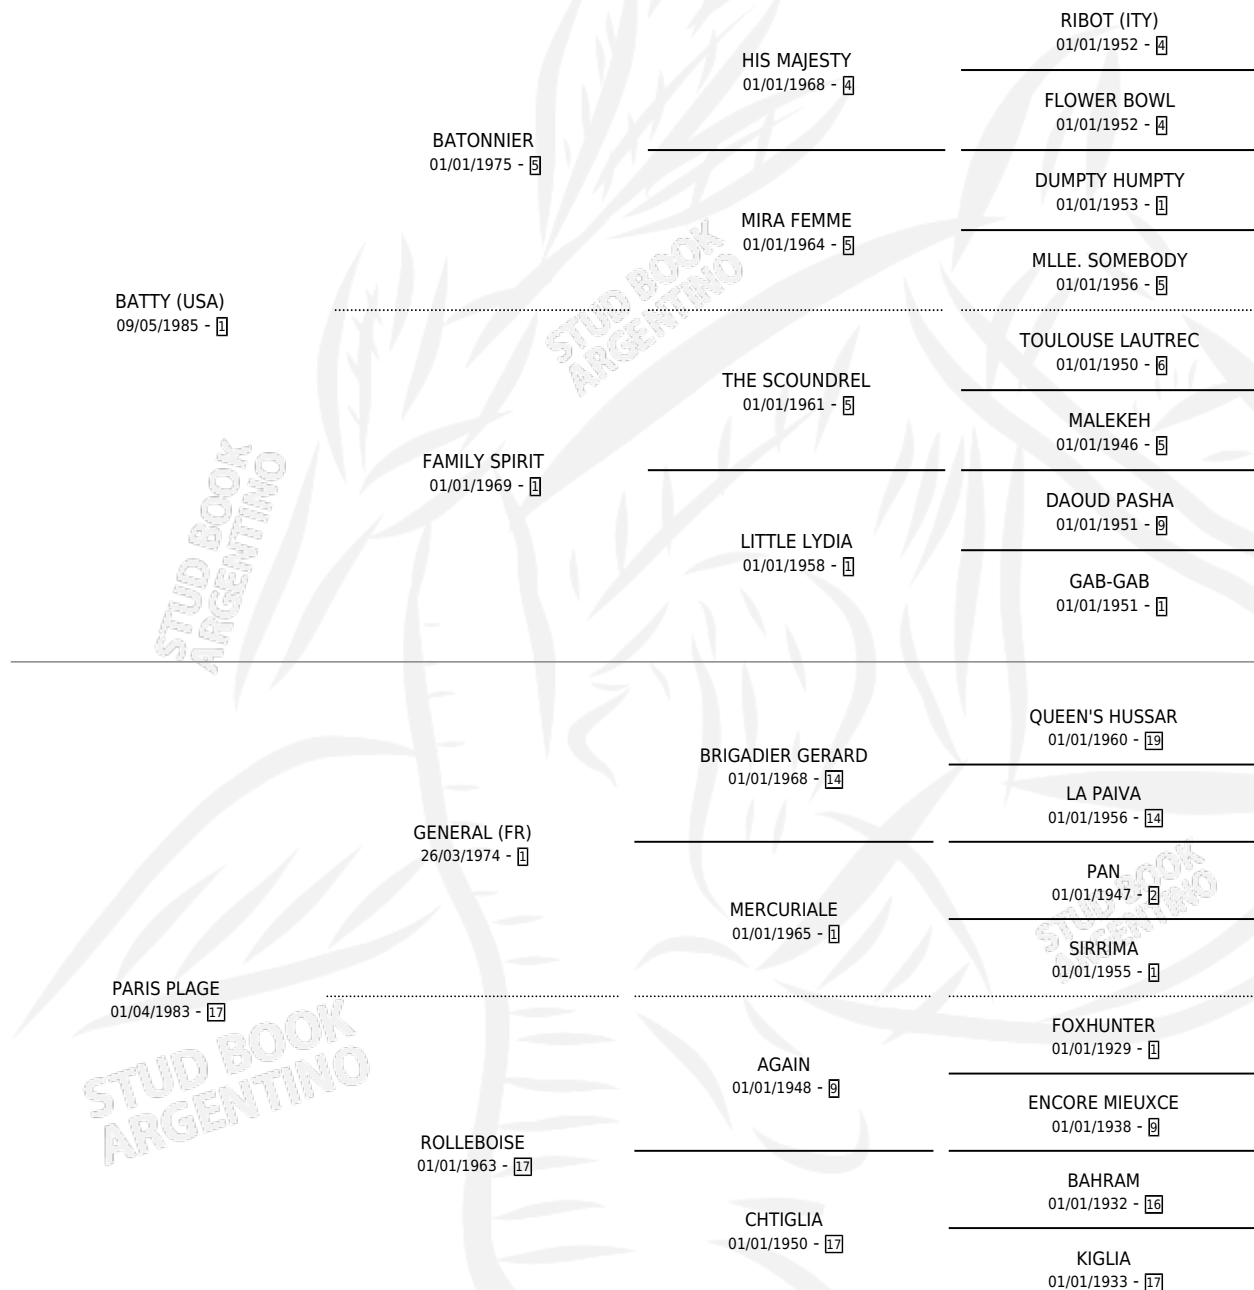 RIBOT (ITY)
01/01/1952 - 4
HIS MAJESTY
01/01/1968 - 4
FLOWER BOWL
01/01/1952 - 4
BATONNIER
01/01/1975 - 5
DUMPTY HUMPTY
01/01/1953 - 1
MIRA FEMME
01/01/1964 - 5
MLLE. SOMEBODY
01/01/1956 - 5
BATTY (USA)
09/05/1985 - 1
TOULOUSE LAUTREC
01/01/1950 - 6
THE SCOUNDREL
01/01/1961 - 5
MALEKEH
01/01/1946 - 5
FAMILY SPIRIT
01/01/1969 - 1
DAOUD PASHA
01/01/1951 - 9
LITTLE LYDIA
01/01/1958 - 1
GAB-GAB
01/01/1951 - 1
QUEEN'S HUSSAR
01/01/1960 - 19
BRIGADIER GERARD
01/01/1968 - 14
LA PAIVA
01/01/1956 - 14
GENERAL (FR)
26/03/1974 - 1
PAN
01/01/1947 - 2
MERCURIALE
01/01/1965 - 1
SIRRIMA
01/01/1955 - 1
PARIS PLAGE
01/04/1983 - 17
FOXHUNTER
01/01/1929 - 1
AGAIN
01/01/1948 - 9
ENCORE MIEUXCE
01/01/1938 - 9
ROLLEBOISE
01/01/1963 - 17
BAHRAM
01/01/1932 - 16
CHTIGLIA
01/01/1950 - 17
KIGLIA
01/01/1933 - 17
STUD BOOK
ARGENTINO
STUD BOOK
ARGENTINO
STUD BOOK
ARGENTINO
STUD BOOK
ARGENTINO